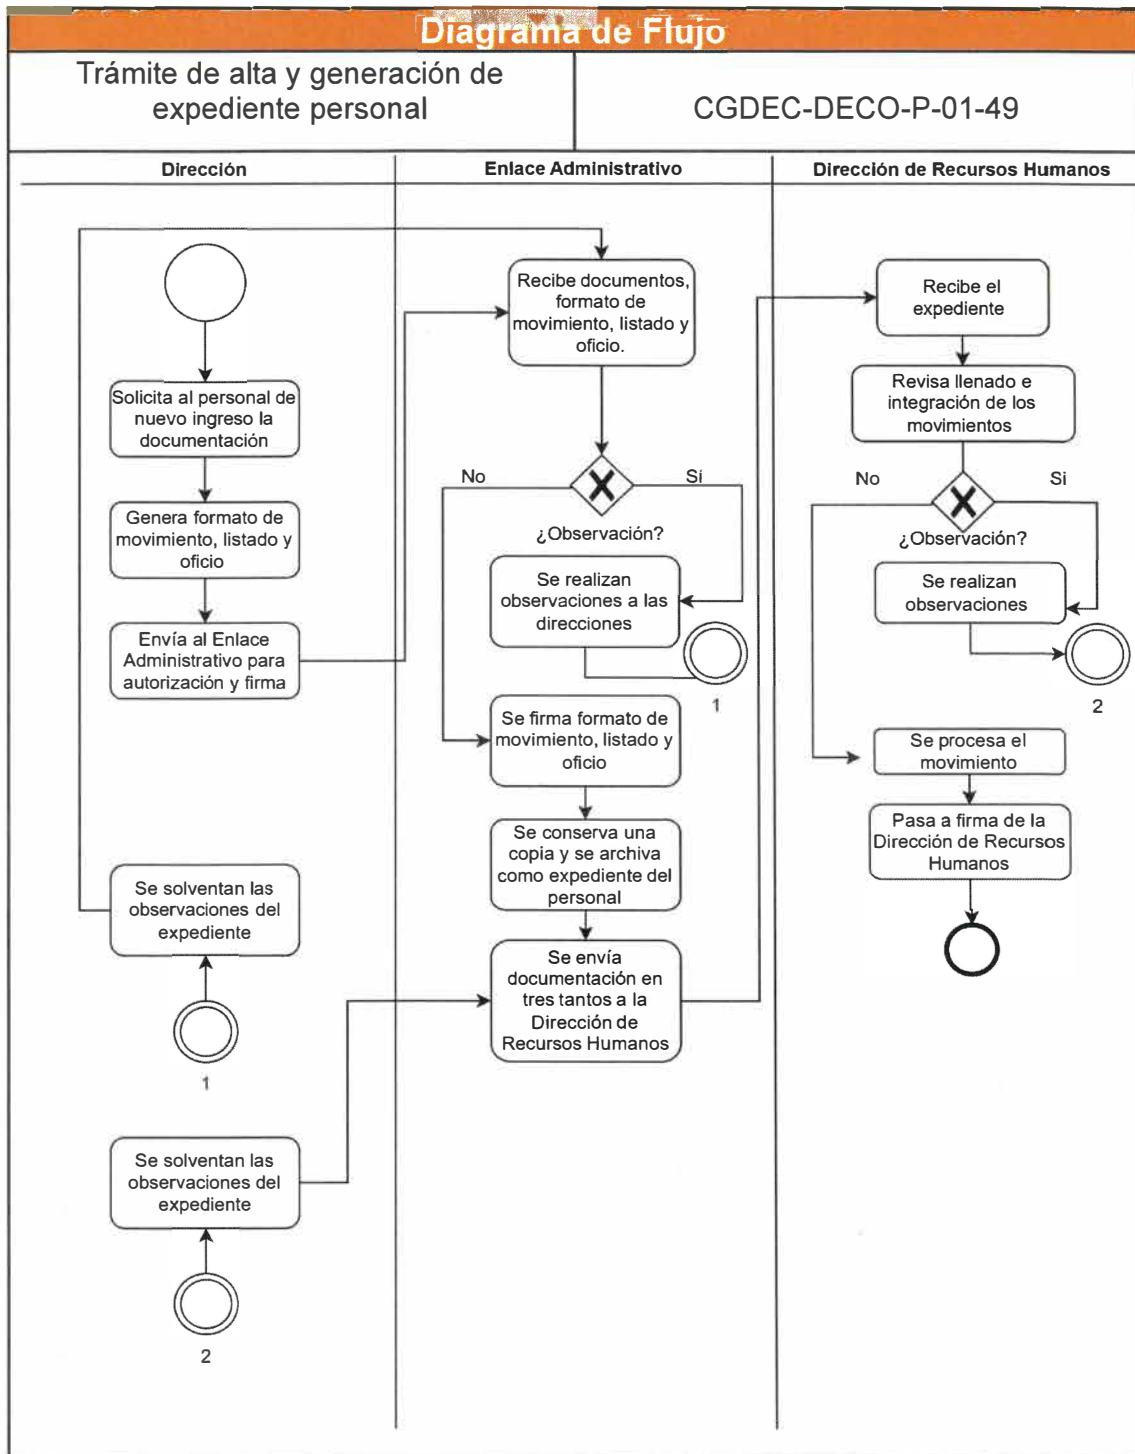 Diagrama de Flujo
Trámite de alta y generación de
expediente personal
CGDEC-DECO-P-01-49
Dirección
Enlace Administrativo
Dirección de Recursos Humanos
Solicita al personal de
nuevo ingreso la
documentación
Genera formato de
movimiento, listado y
oficio
Envía al Enlace
Administrativo para
autorización y firma
Se solventan las
observaciones del
expediente
1
Se solventan las
observaciones del
expediente
2
Recibe documentos,
formato de
movimiento, listado y
oficio.
No
Si
¿Observación?
Se realizan
observaciones a las
direcciones
1
Se firma formato de
movimiento, listado y
oficio
Se conserva una
copia y se archiva
como expediente del
personal
Se envía
documentación en
tres tantos a la
Dirección de
Recursos Humanos
Recibe el
expediente
Revisa llenado e
integración de los
movimientos
No
Si
¿Observación?
Se realizan
observaciones
2
Se procesa el
movimiento
Pasa a firma de la
Dirección de Recursos
Humanos